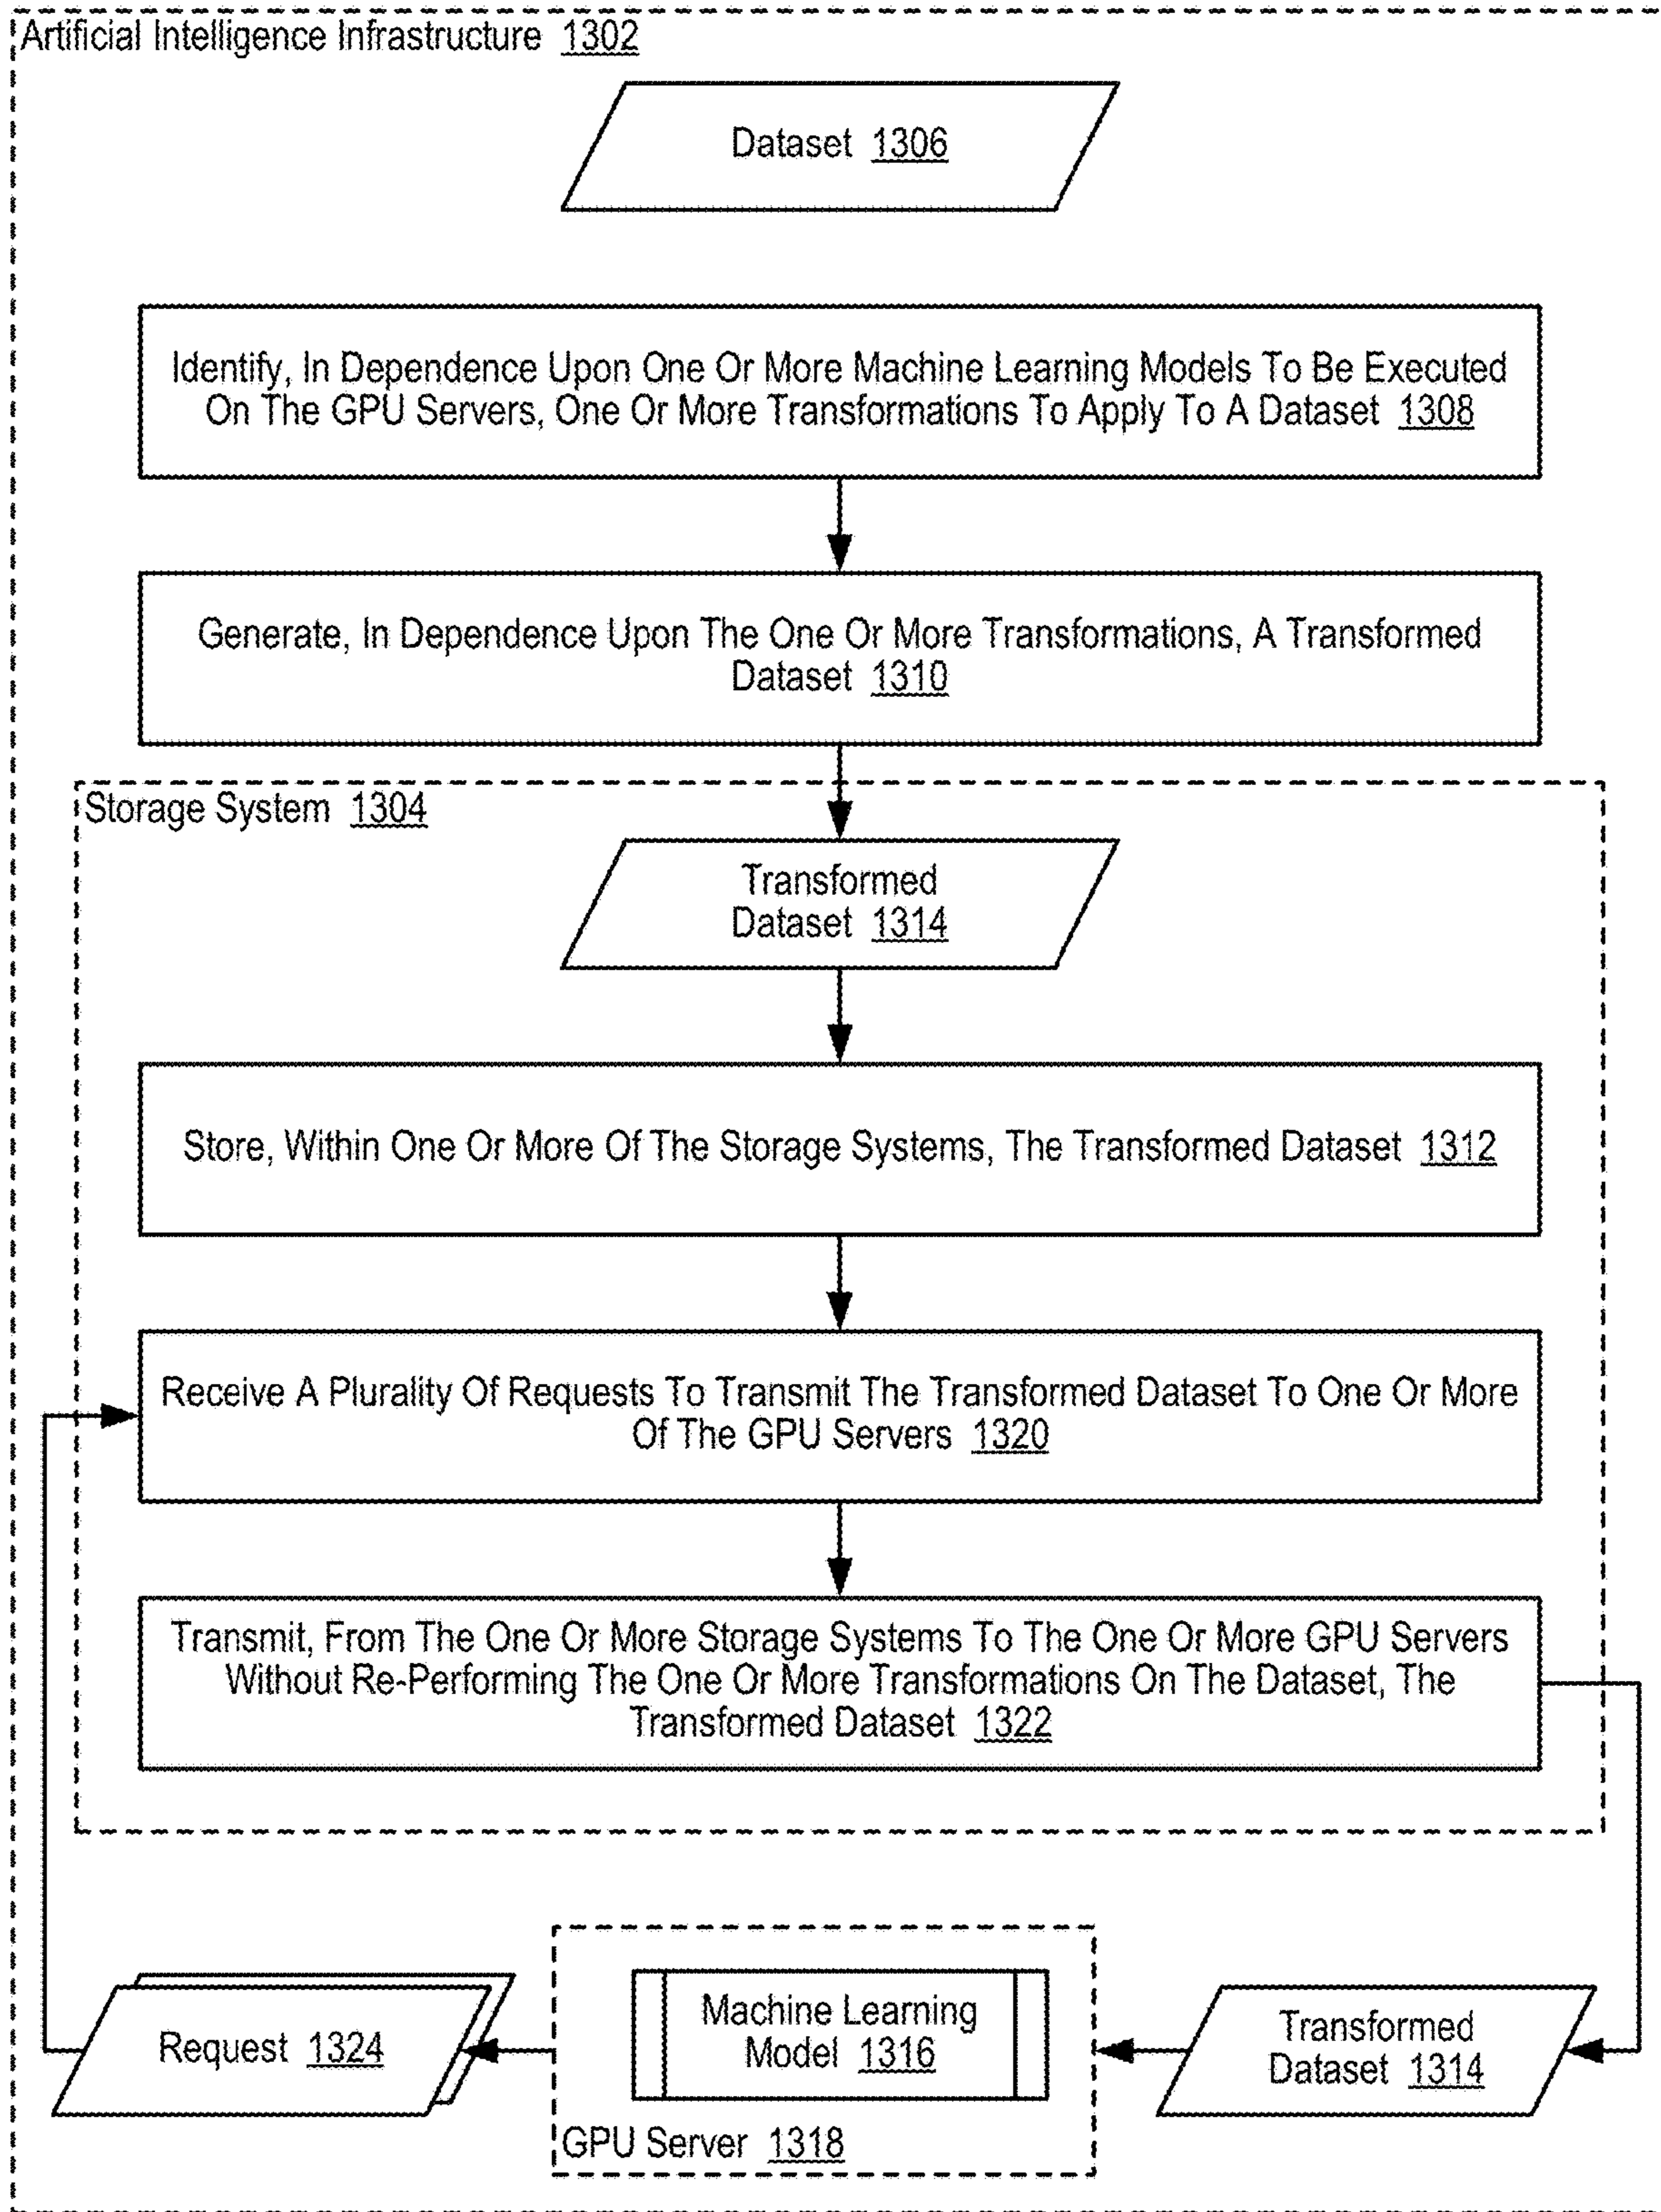 Artificial Intelligence Infrastructure 1302
Dataset 1306
Identify, In Dependence Upon One Or More Machine Learning Models To Be Executed
On The GPU Servers, One Or More Transformations To Apply To A Dataset 1308
Generate, In Dependence Upon The One Or More Transformations, A Transformed
Dataset 1310
Storage System 1304
Transformed
Dataset 1314
Store, Within One Or More Of The Storage Systems, The Transformed Dataset 1312
Receive A Plurality Of Requests To Transmit The Transformed Dataset To One Or More
Of The GPU Servers 1320
Transmit, From The One Or More Storage Systems To The One Or More GPU Servers
Without Re-Performing The One Or More Transformations On The Dataset, The
Transformed Dataset 1322
Request 1324
Machine Learning
Model 1316
GPU Server 1318
Transformed
Dataset 1314